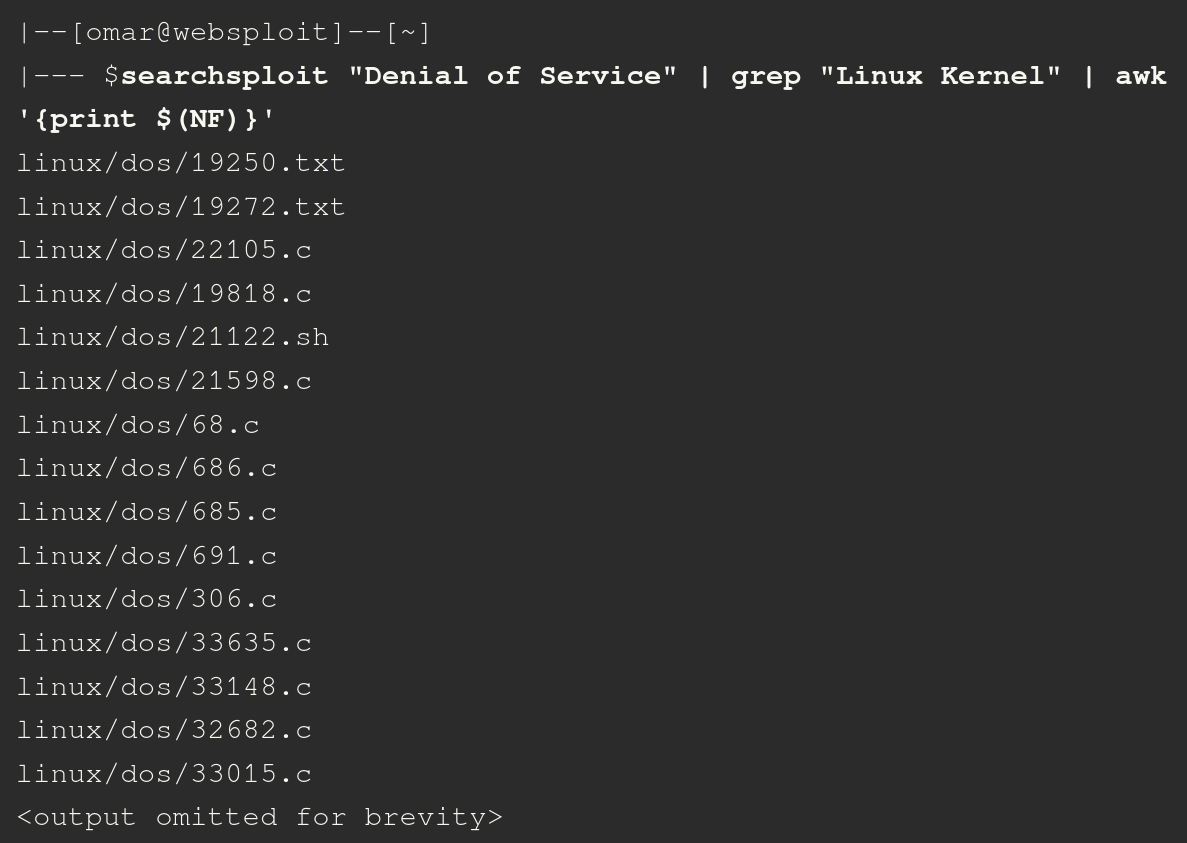 |--[omar@websploit]--[~]
|--- $searchsploit "Denial of Service" | grep "Linux Kernel" | awk
'{print $(NF)}'
linux/dos/19250.txt
linux/dos/19272.txt
linux/dos/22105.c
linux/dos/19818.c
linux/dos/21122.sh
linux/dos/21598.c
linux/dos/68.c
linux/dos/686.c
linux/dos/685.c
linux/dos/691.c
linux/dos/306.c
linux/dos/33635.c
linux/dos/33148.c
linux/dos/32682.c
linux/dos/33015.c
<output omitted for brevity>